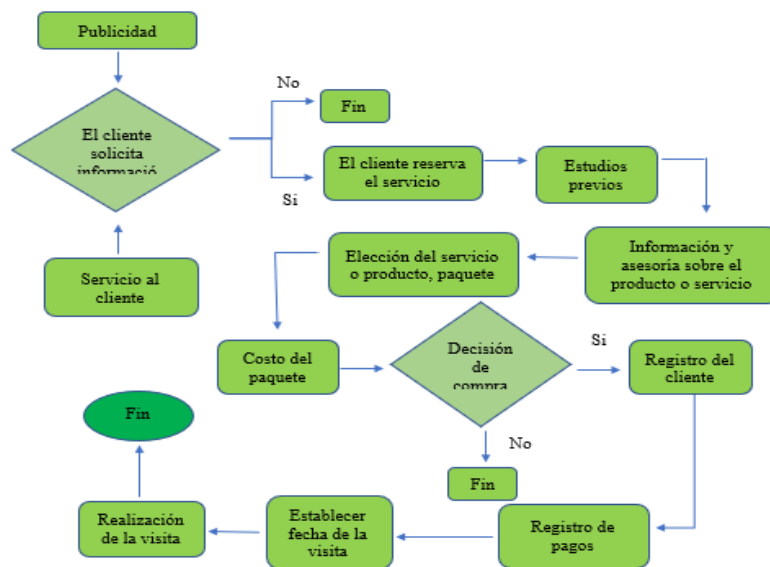 Publicidad
No
Fin
El cliente
solicita
informació
El cliente reserva
el servicio
Estudios
previos
Si
Servicio al
cliente
Elección del servicio
o producto, paquete
Información y
asesoría sobre el
producto o servicio
Costo del
paquete
Decisión
de
compra
Si
Registro del
cliente
Fin
No
Fin
Realización
de la visita
Establecer
fecha de la
visita
Registro de
pagos